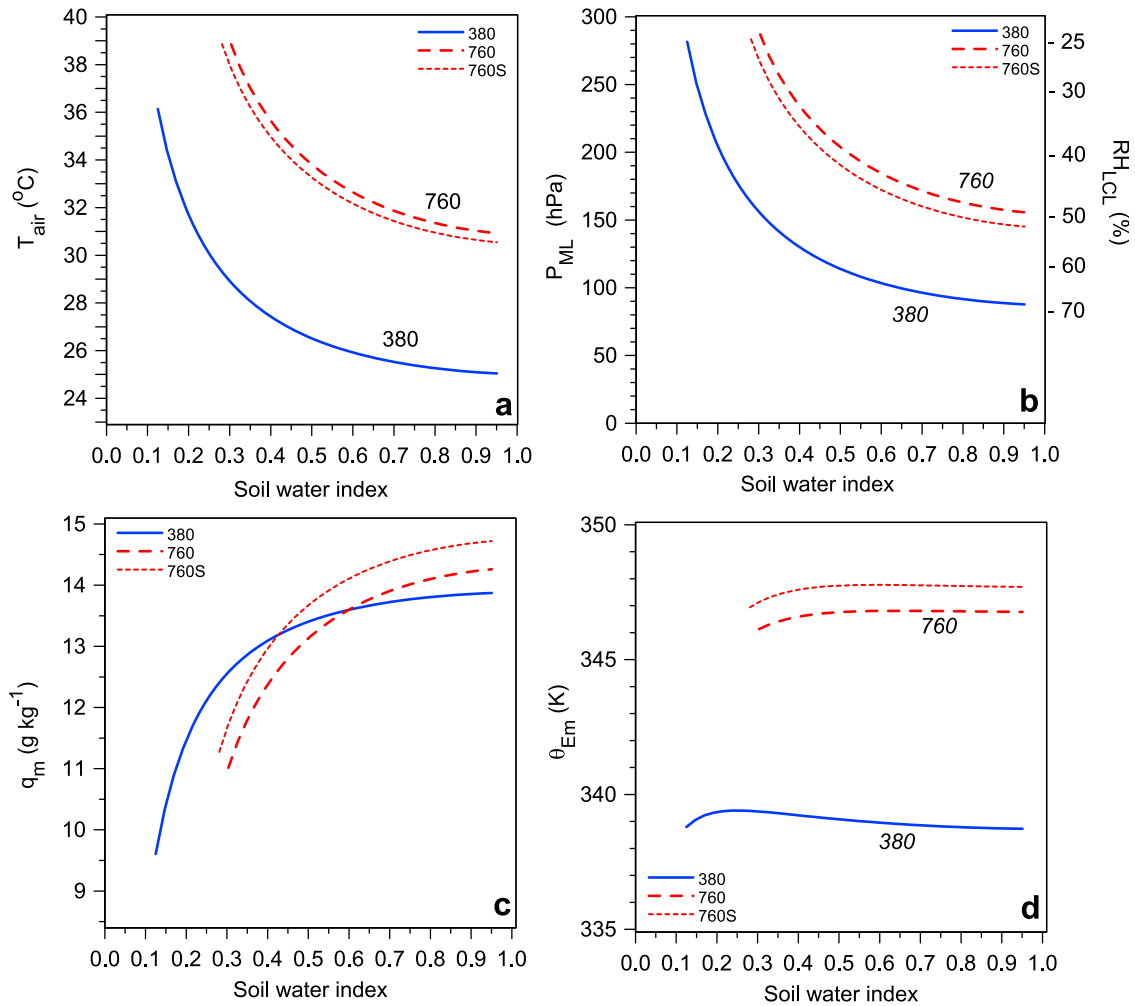 40
38
36
34
32
30
28
26
24
T_air (°C)
380
760
760S
760
380
a
0.0 0.1 0.2 0.3 0.4 0.5 0.6 0.7 0.8 0.9 1.0
Soil water index
300
250
200
150
100
50
0
P_ML (hPa)
380
760
760S
760
380
- 25
- 30
- 40
- 50
- 60
- 70
RH_LCL (%)
b
0.0 0.1 0.2 0.3 0.4 0.5 0.6 0.7 0.8 0.9 1.0
Soil water index
15
14
13
12
11
10
9
q_m (g kg⁻¹)
380
760
760S
c
0.0 0.1 0.2 0.3 0.4 0.5 0.6 0.7 0.8 0.9 1.0
Soil water index
350
345
340
335
θ_Em (K)
760
380
380
760
760S
d
0.0 0.1 0.2 0.3 0.4 0.5 0.6 0.7 0.8 0.9 1.0
Soil water index